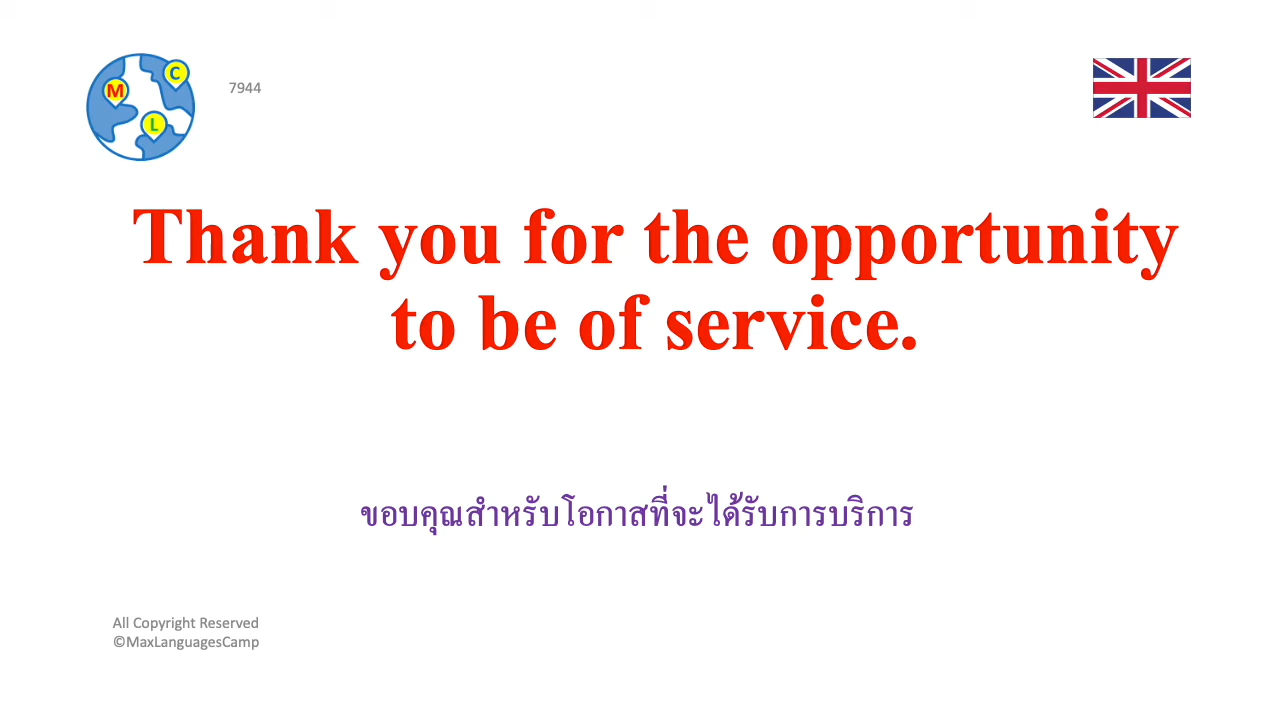 M
C
L
7944
Thank you for the opportunity
to be of service.
ขอบคุณสำหรับโอกาสที่จะได้รับการบริการ
All Copyright Reserved
©MaxLanguagesCamp